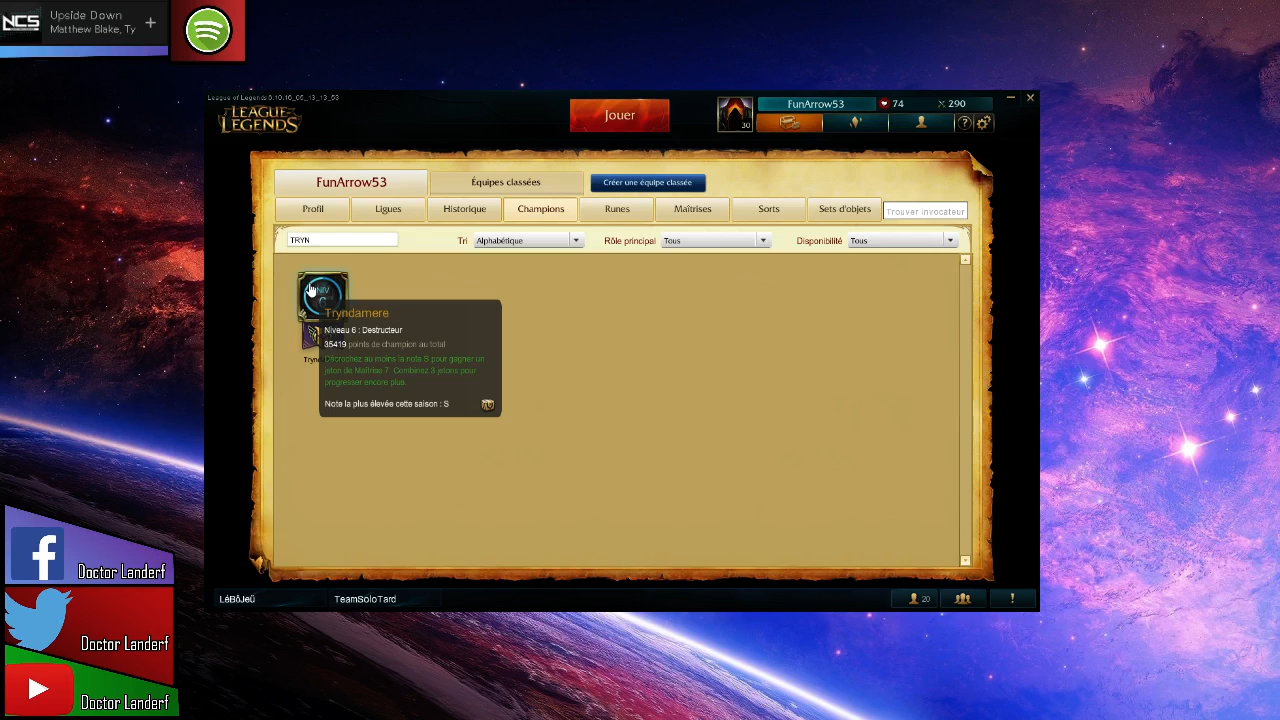 NCS
Upside Down
Matthew Blake, Ty
League of Legends
LEAGUE
OF
LEGENDS
Jouer
30
FunArrow53
74
290
?
FunArrow53
Équipes classées
Créer une équipe classée
Profil
Ligues
Historique
Champions
Runes
Maîtrises
Sorts
Sets d'objets
Trouver invocateur
TRYN
Tri
Alphabétique
Rôle principal
Tous
Disponibilité
Tous
NIV
Tryndamere
Niveau 6 : Destructeur
35419 points de champion au total
Décrochez au moins la note S pour gagner un
jeton de Maîtrise 7. Combinez 3 jetons pour
progresser encore plus.
Note la plus élevée cette saison : S
Tryn
LéBôJeû
TeamSoloTard
20
!
Doctor Landerf
Doctor Landerf
Doctor Landerf